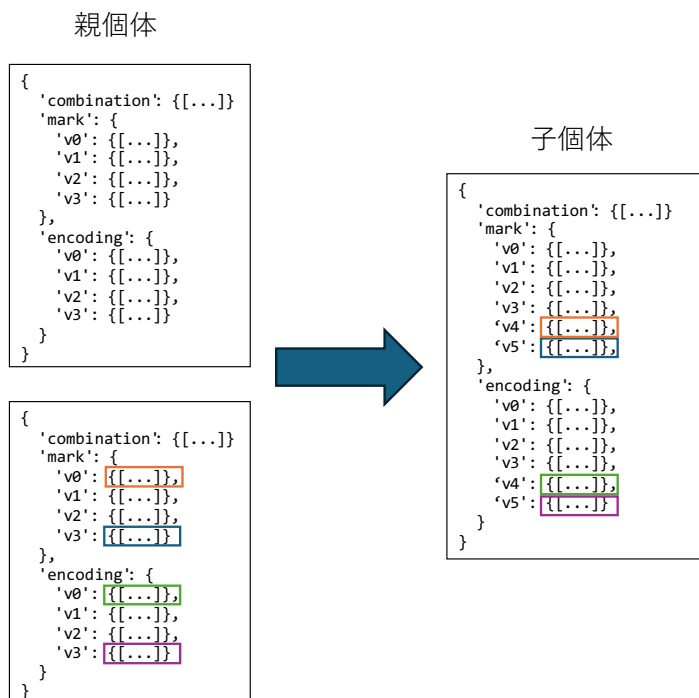 親個体
{
'combination': {[...]}
'mark': {
'v0': {[...]},
'v1': {[...]},
'v2': {[...]},
'v3': {[...]}
},
'encoding': {
'v0': {[...]},
'v1': {[...]},
'v2': {[...]},
'v3': {[...]}
}
}
{
'combination': {[...]}
'mark': {
'v0': {[...]},
'v1': {[...]},
'v2': {[...]},
'v3': {[...]}
},
'encoding': {
'v0': {[...]},
'v1': {[...]},
'v2': {[...]},
'v3': {[...]}
}
}
子個体
{
'combination': {[...]}
'mark': {
'v0': {[...]},
'v1': {[...]},
'v2': {[...]},
'v3': {[...]},
‘v4': {[...]},
‘v5': {[...]},
},
'encoding': {
'v0': {[...]},
'v1': {[...]},
'v2': {[...]},
'v3': {[...]},
‘v4': {[...]},
‘v5': {[...]}
}
}